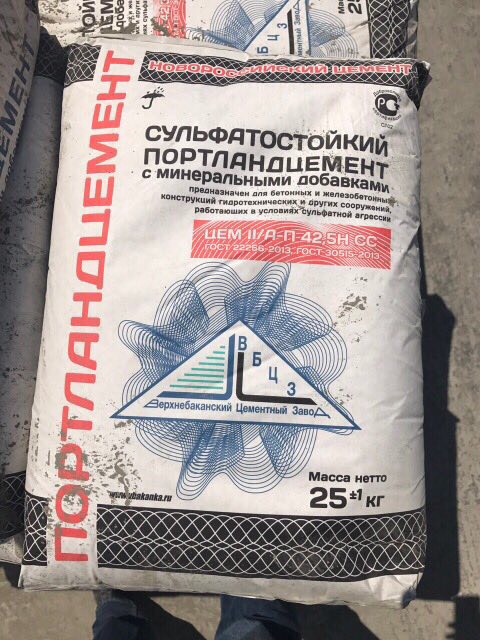 НОВОРОССИЙСКИЙ ЦЕМЕНТ
ПОРТЛАНДЦЕМЕНТ
СУЛЬФАТОСТОЙКИЙ
ПОРТЛАНДЦЕМЕНТ
С МИНЕРАЛЬНЫМИ ДОБАВКАМИ
предназначен для бетонных и железобетонных
конструкций гидротехнических и других сооружений,
работающих в условиях сульфатной агрессии
ЦЕМ II/А-П 42,5Н СС
ГОСТ 22266-2013, ГОСТ 30515-2013
В
Б
Ц
З
Верхнебаканский Цементный ЗавоД
www.vbakanka.ru
Масса нетто
25±1 кг
25 кг